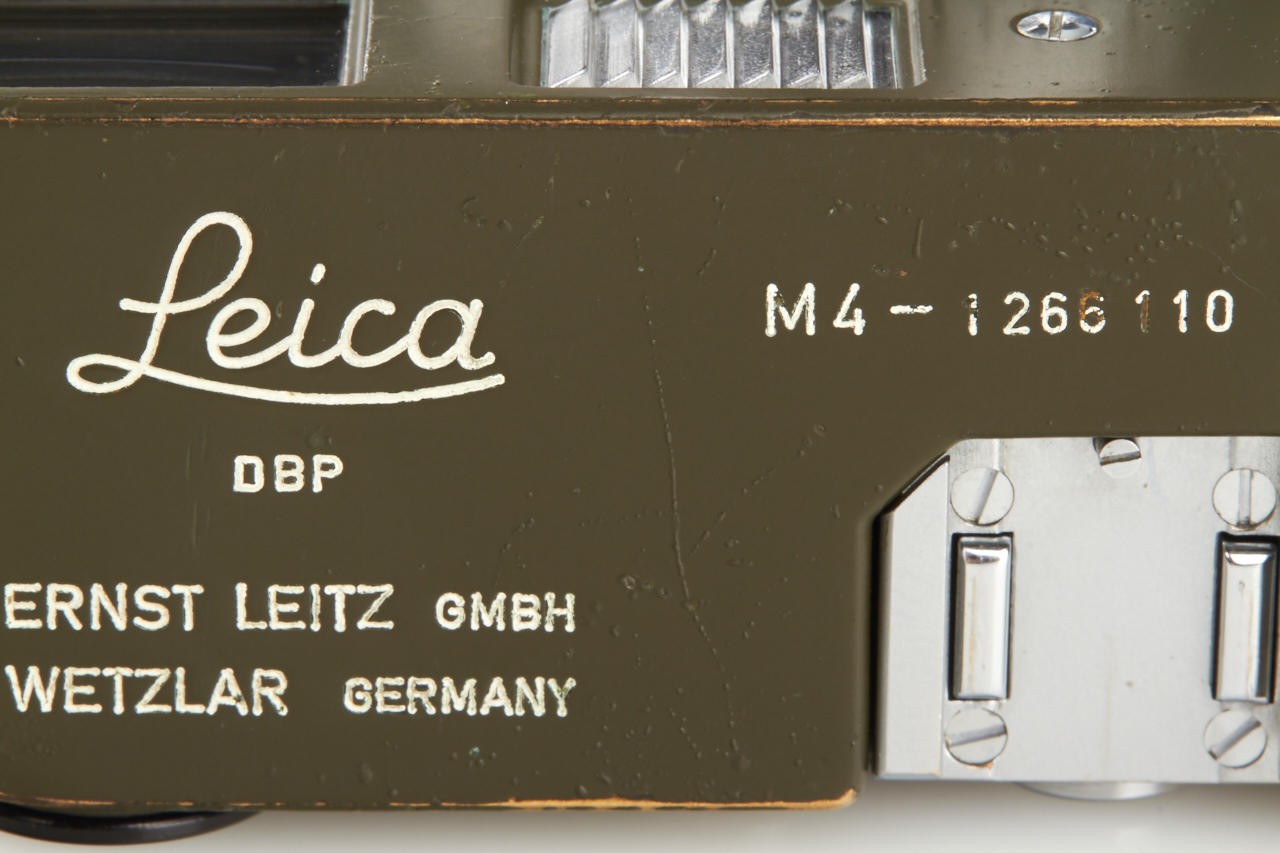 Leica
M4-1266110
DBP
ERNST LEITZ GMBH
WETZLAR GERMANY